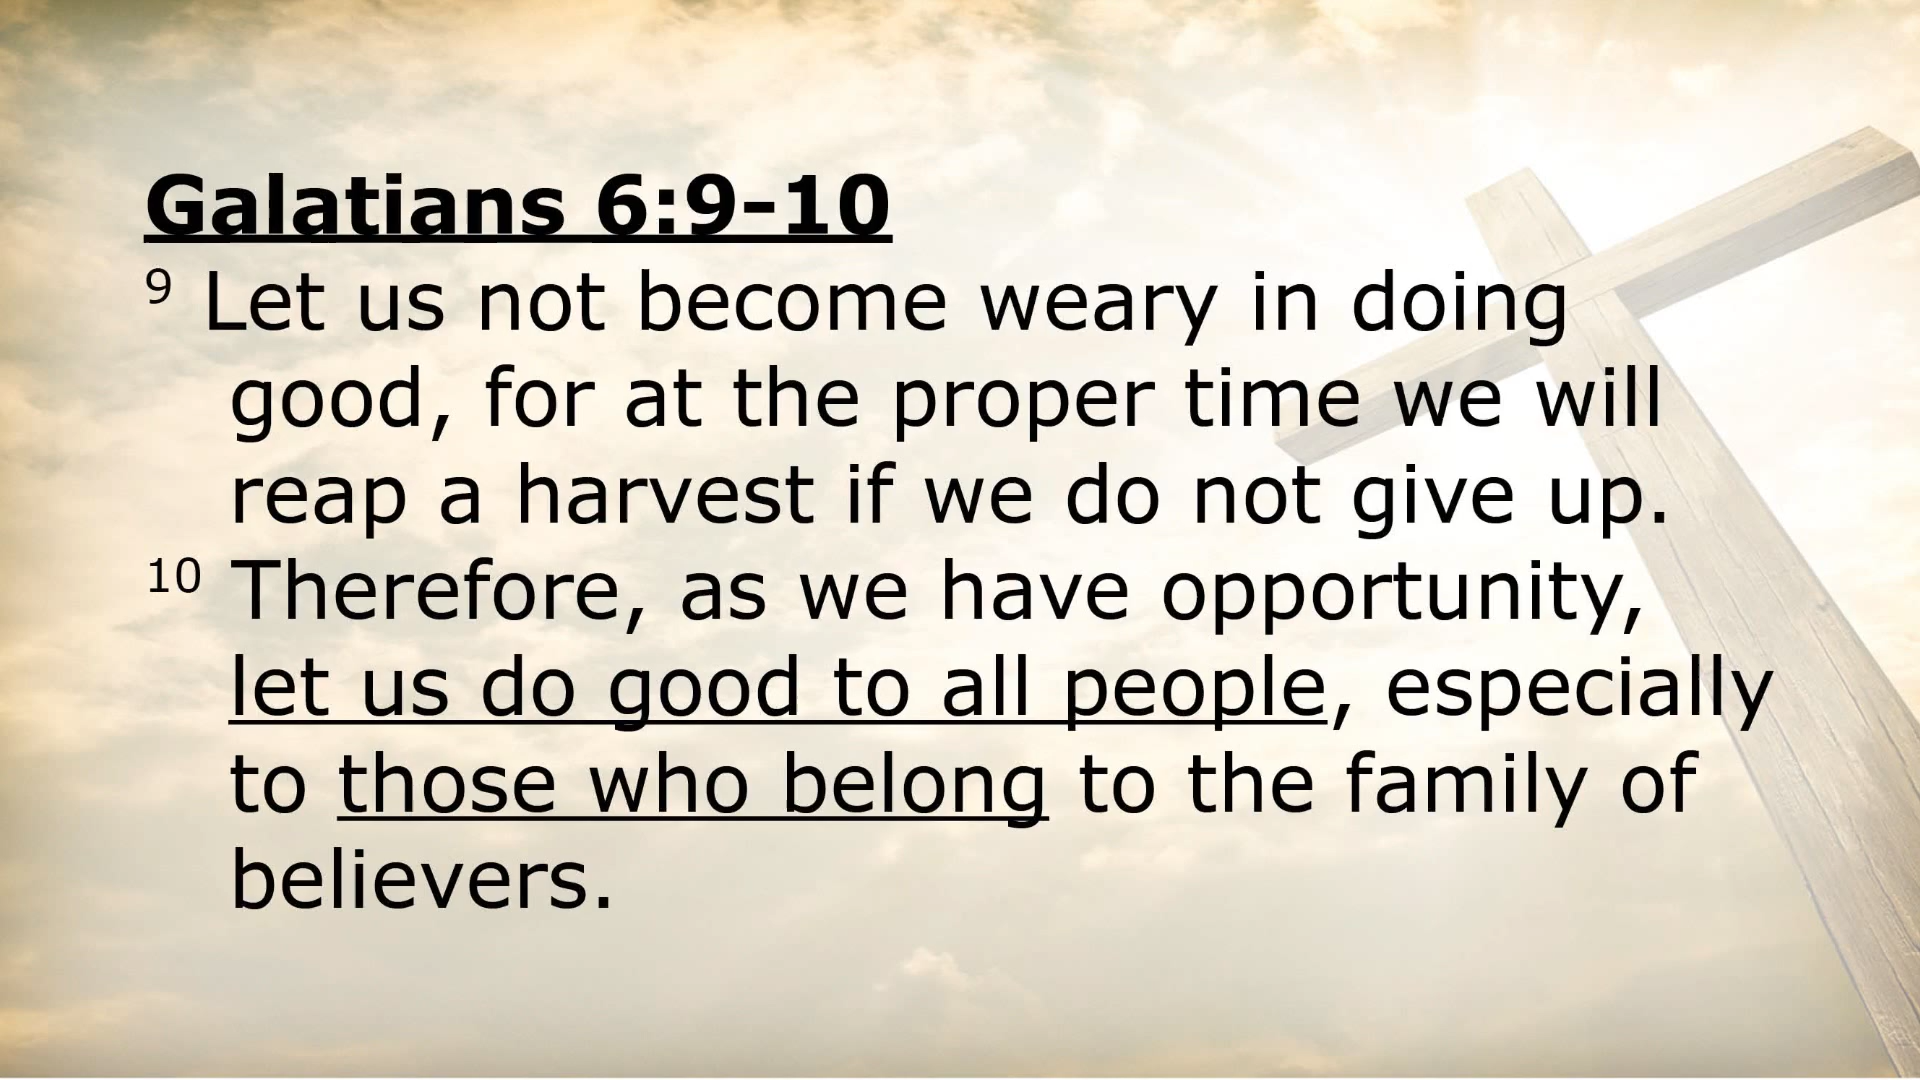 Galatians 6:9-10
9 Let us not become weary in doing
good, for at the proper time we will
reap a harvest if we do not give up.
10 Therefore, as we have opportunity,
let us do good to all people, especially
to those who belong to the family of
believers.